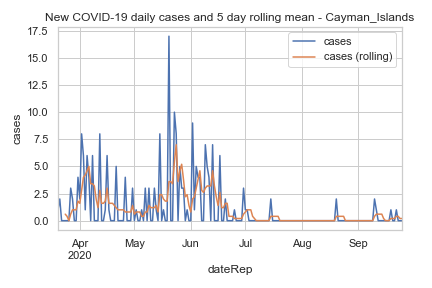 New COVID-19 daily cases and 5 day rolling mean - Cayman_Islands
cases
cases (rolling)
17.5
15.0
12.5
10.0
7.5
5.0
2.5
0.0
cases
Apr
2020
May
Jun
Jul
Aug
Sep
dateRep